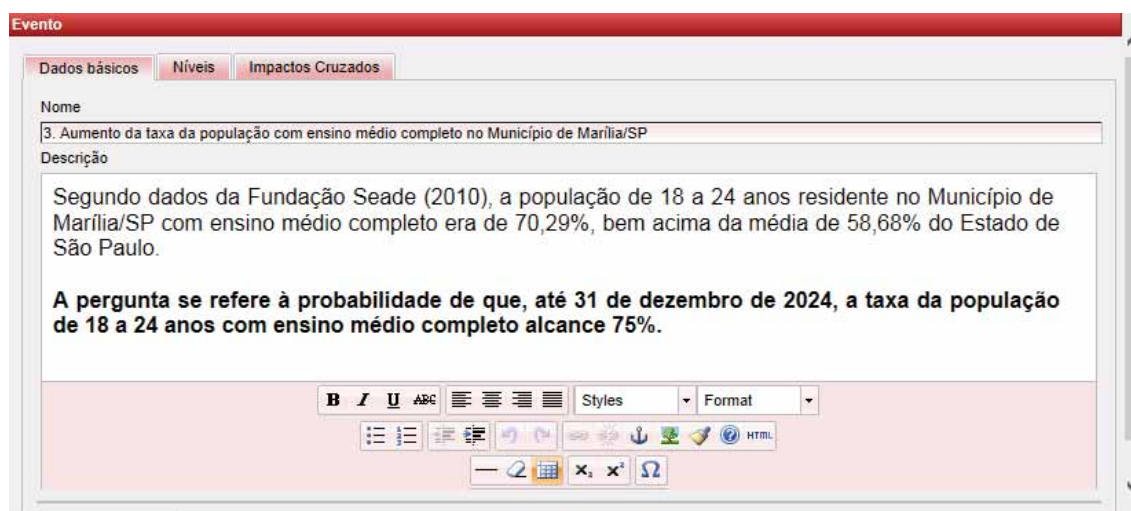 Evento
Dados básicos Níveis Impactos Cruzados
Nome
3. Aumento da taxa da população com ensino médio completo no Município de Marília/SP
Descrição
Segundo dados da Fundação Seade (2010), a população de 18 a 24 anos residente no Município de
Marília/SP com ensino médio completo era de 70,29%, bem acima da média de 58,68% do Estado de
São Paulo.
A pergunta se refere à probabilidade de que, até 31 de dezembro de 2024, a taxa da população
de 18 a 24 anos com ensino médio completo alcance 75%.
B I U ABC Styles Format
HTML
X₂ X² Ω